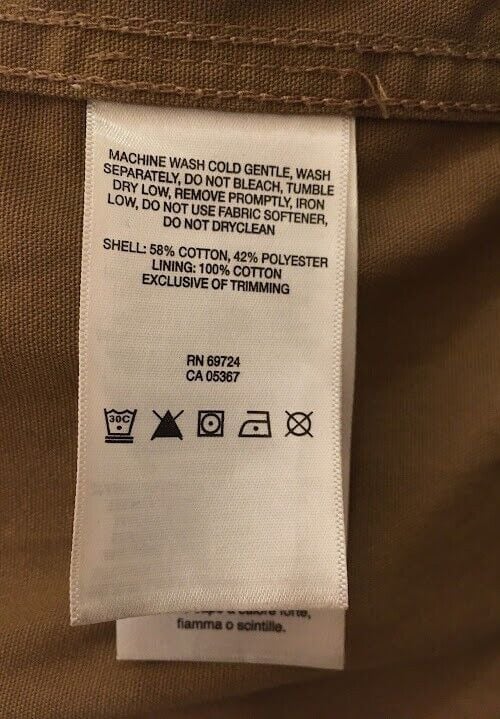 MACHINE WASH COLD GENTLE, WASH
SEPARATELY, DO NOT BLEACH, TUMBLE
DRY LOW, REMOVE PROMPTLY, IRON
LOW, DO NOT USE FABRIC SOFTENER,
DO NOT DRYCLEAN
SHELL: 58% COTTON, 42% POLYESTER
LINING: 100% COTTON
EXCLUSIVE OF TRIMMING
RN 69724
CA 05367
30C
forte,
fiamma o scintille.